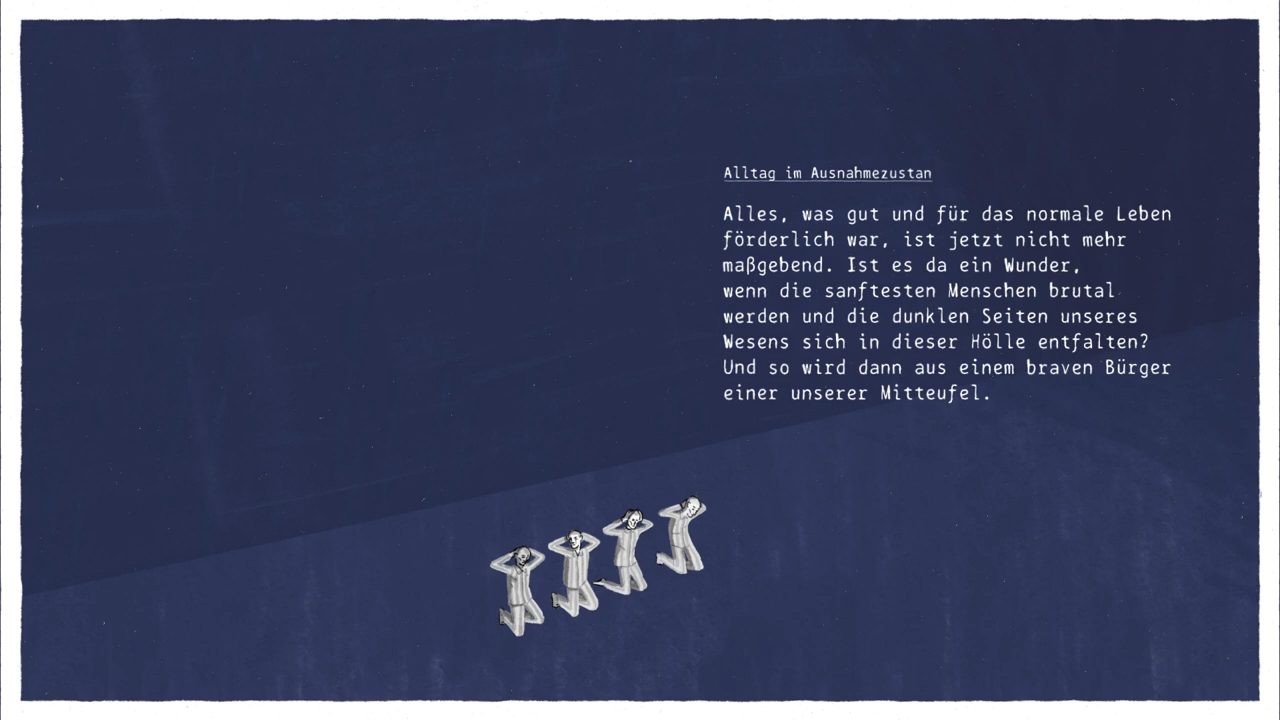 Alltag im Ausnahmezustan
Alles, was gut und für das normale Leben
förderlich war, ist jetzt nicht mehr
maßgebend. Ist es da ein Wunder,
wenn die sanftesten Menschen brutal
werden und die dunklen Seiten unseres
Wesens sich in dieser Hölle entfalten?
Und so wird dann aus einem braven Bürger
einer unserer Mitteufel.